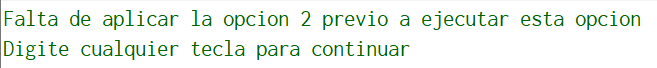 Falta de aplicar la opcion 2 previo a ejecutar esta opcion
Digite cualquier tecla para continuar